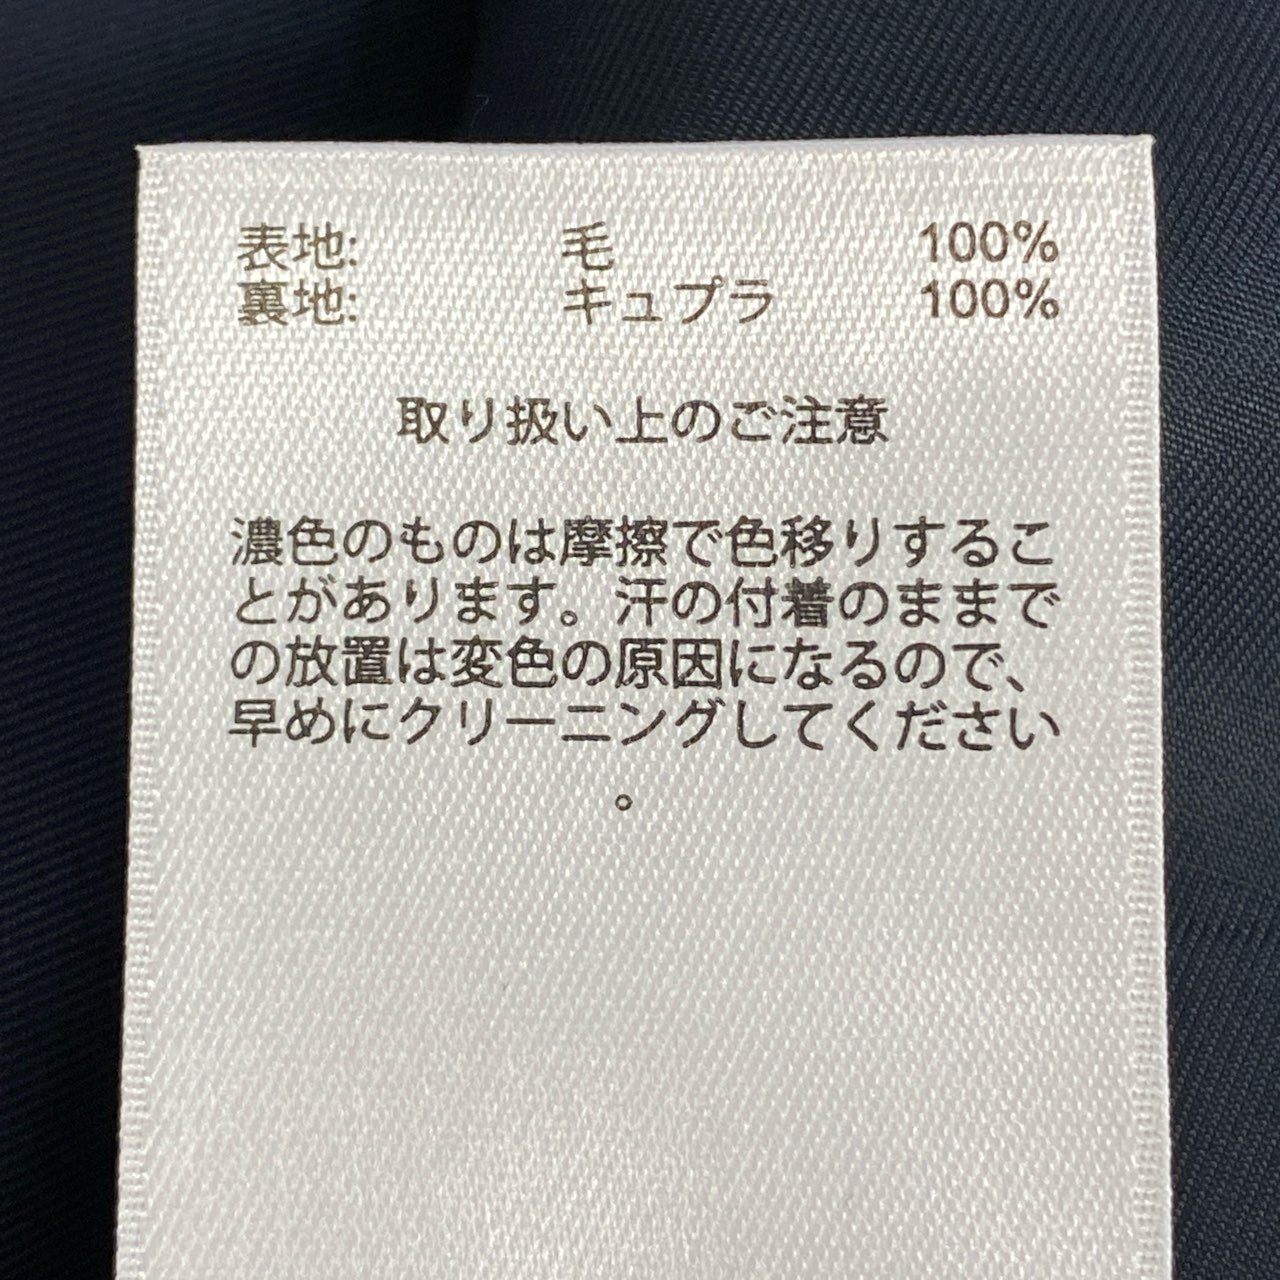 表地: 毛 100%
裏地: キュプラ 100%
取り扱い上のご注意
濃色のものは摩擦で色移りするこ
とがあります。汗の付着のままで
の放置は変色の原因になるので、
早めにクリーニングしてください
。